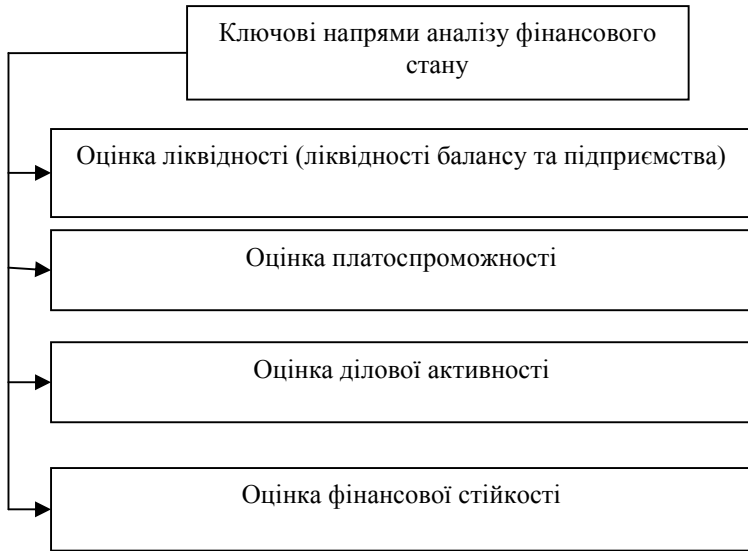 Ключові напрями аналізу фінансового
стану
Оцінка ліквідності (ліквідності балансу та підприємства)
Оцінка платоспроможності
Оцінка ділової активності
Оцінка фінансової стійкості